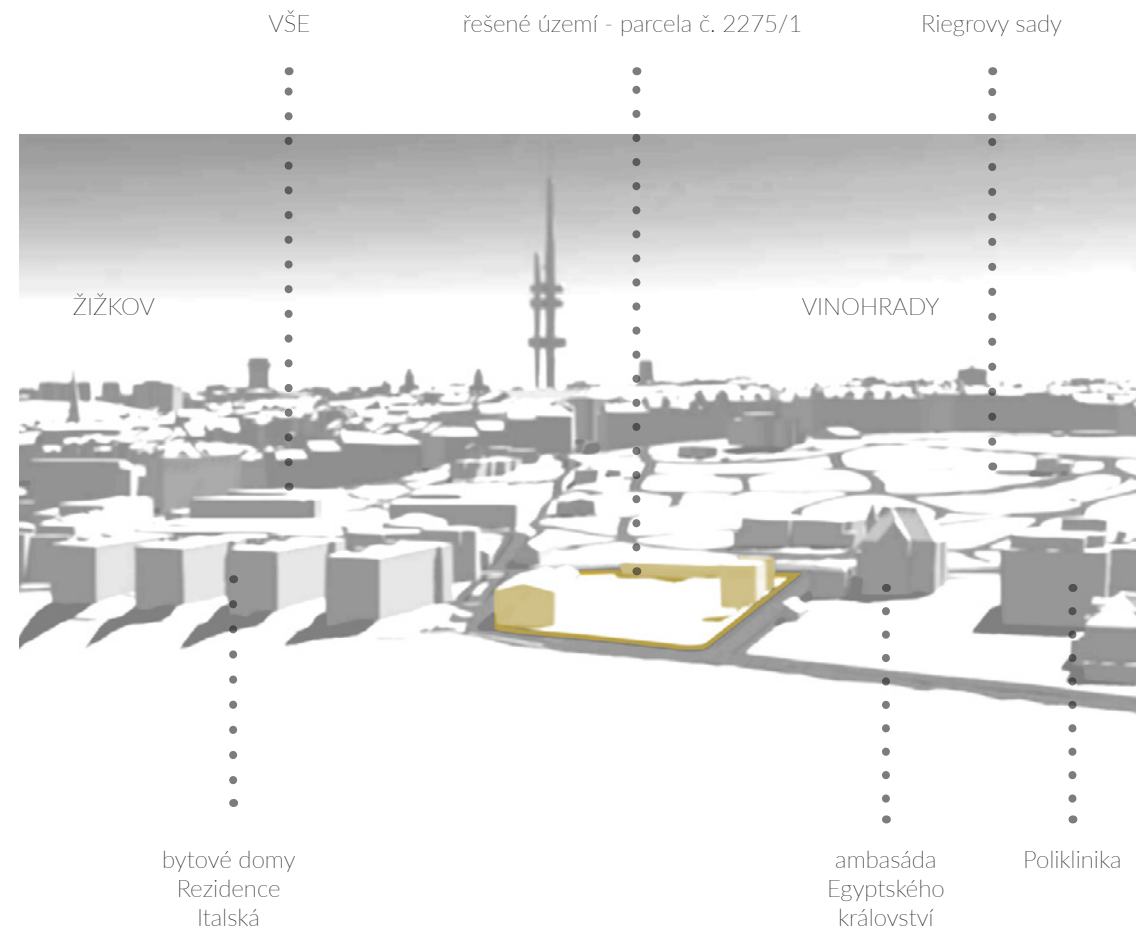 VŠE
řešené území - parcela č. 2275/1
Riegrovy sady
ŽIŽKOV
VINOHRADY
bytové domy
Rezidence
Italská
ambasáda
Egyptského
království
Poliklinika